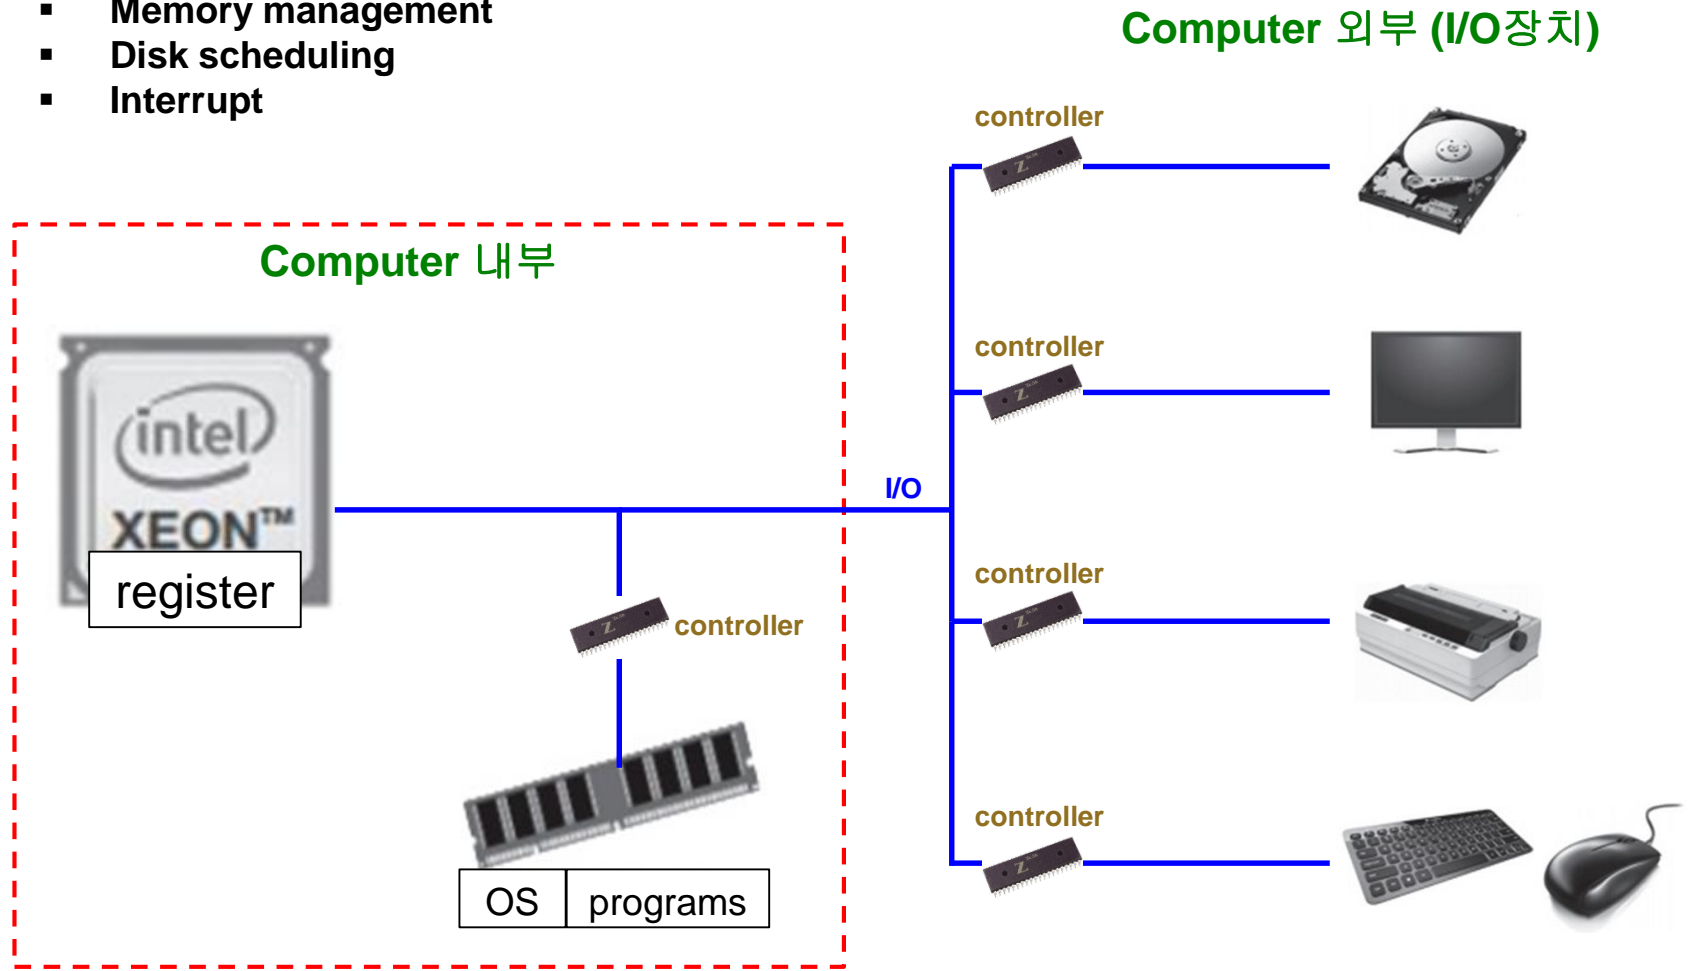 ▪ Memory management
▪ Disk scheduling
▪ Interrupt
Computer 외부 (I/O장치)
controller
Computer 내부
controller
intel
XEON™
register
I/O
controller
controller
controller
OS programs
Z
Z
Z
Z
Z